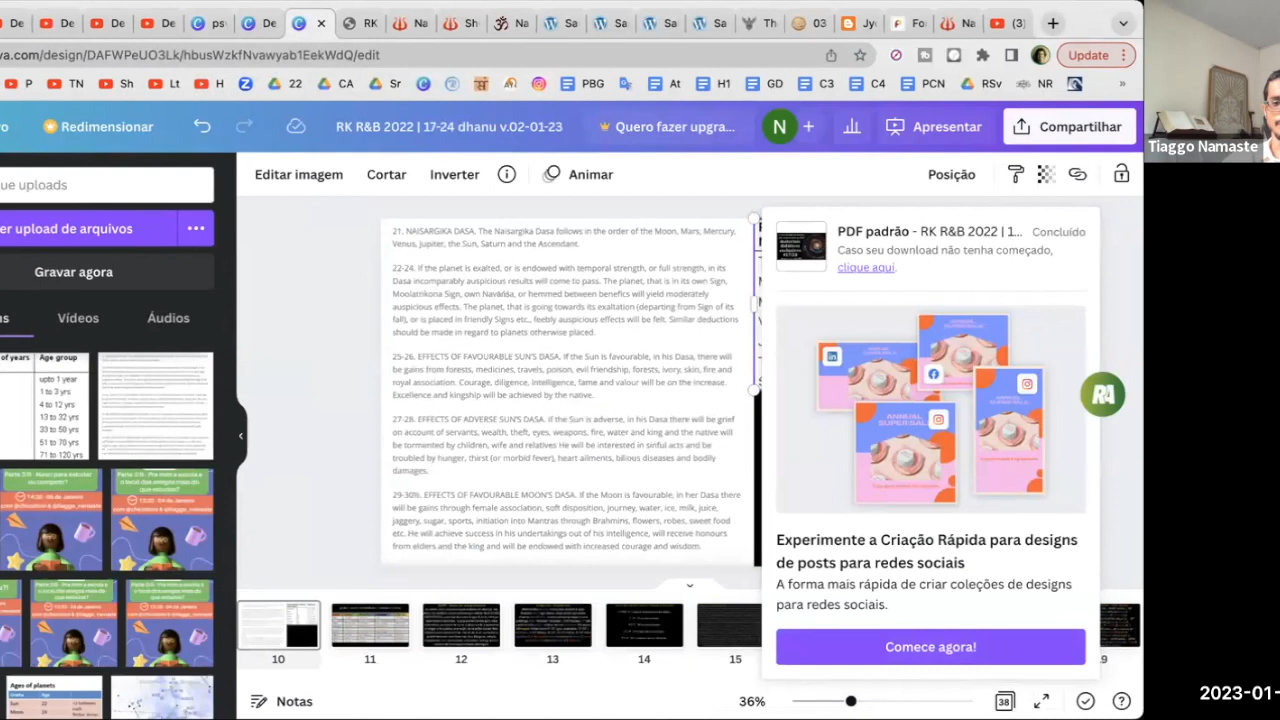 De
De
De
De
ps
De
RK
Na
Sh
Na
Sa
Sa
Sa
Sa
Th
03
Jy
Fo
Na
(3)
va.com/design/DAFWPeUO3Lk/hbusWzkfNvawyab1EekWdQ/edit
Update
P
TN
Sh
Lt
H
22
CA
Sr
PBG
At
H1
GD
C3
C4
PCN
RSv
NR
»
Redimensionar
RK R&B 2022 | 17-24 dhanu v.02-01-23
Quero fazer upgra...
N
Apresentar
Compartilhar
Tiaggo Namaste
ue uploads
er upload de arquivos
Gravar agora
Vídeos
Áudios
Editar imagem
Cortar
Inverter
Animar
Posição
21. NAISARGIKA DASA. The Naisargika Dasa follows in the order of the Moon, Mars, Mercury,
Venus, Jupiter, the Sun, Saturn and the Ascendant.
22-24. If the planet is exalted, or is endowed with temporal strength, or full strength, in its
Dasa incomparably auspicious results will come to pass. The planet, that is in its own Sign,
Moolatrikona Sign, own Navāṁśa, or hemmed between benefics will yield moderately
auspicious effects. The planet, that is going towards its exaltation (departing from Sign of its
fall), or is placed in friendly Signs etc., feebly auspicious effects will be felt. Similar deductions
should be made in regard to planets otherwise placed.
25-26. EFFECTS OF FAVOURABLE SUN'S DASA. If the Sun is favourable, in his Dasa, there will
be gains from forests, medicines, travels, poison, evil friendship, forests, ivory, skin, fire and
royal association. Courage, diligence, intelligence, fame and valour will be on the increase.
Excellence and kingship will be achieved by the native.
27-28. EFFECTS OF ADVERSE SUN'S DASA. If the Sun is adverse, in his Dasa there will be grief
on account of servants, wealth, theft, eyes, weapons, fire, water and king and the native will
be tormented by children, wife and relatives He will be interested in sinful acts and be
troubled by hunger, thirst (or morbid fever), heart ailments, bilious diseases and bodily
damages.
29-30½. EFFECTS OF FAVOURABLE MOON'S DASA. If the Moon is favourable, in her Dasa there
will be gains through female association, soft disposition, journey, water, ice, milk, juice,
jaggery, sugar, sports, initiation into Mantras through Brahmins, flowers, robes, sweet food
etc. He will achieve success in his undertakings out of his intelligence, will receive honours
from elders and the king and will be endowed with increased courage and wisdom.
PDF padrão - RK R&B 2022 | 1...
Concluído
Caso seu download não tenha começado,
clique aqui.
RA
Experimente a Criação Rápida para designs
de posts para redes sociais
A forma mais rápida de criar coleções de designs
para redes sociais.
Comece agora!
of years
Age group
upto 1 year
1 to 3 yrs
4 to 12 yrs
13 to 32 yrs
33 to 50 yrs
51 to 70 yrs
71 to 120 yrs
Ages of planets
10
11
12
13
14
15
Notas
36%
38
2023-01-